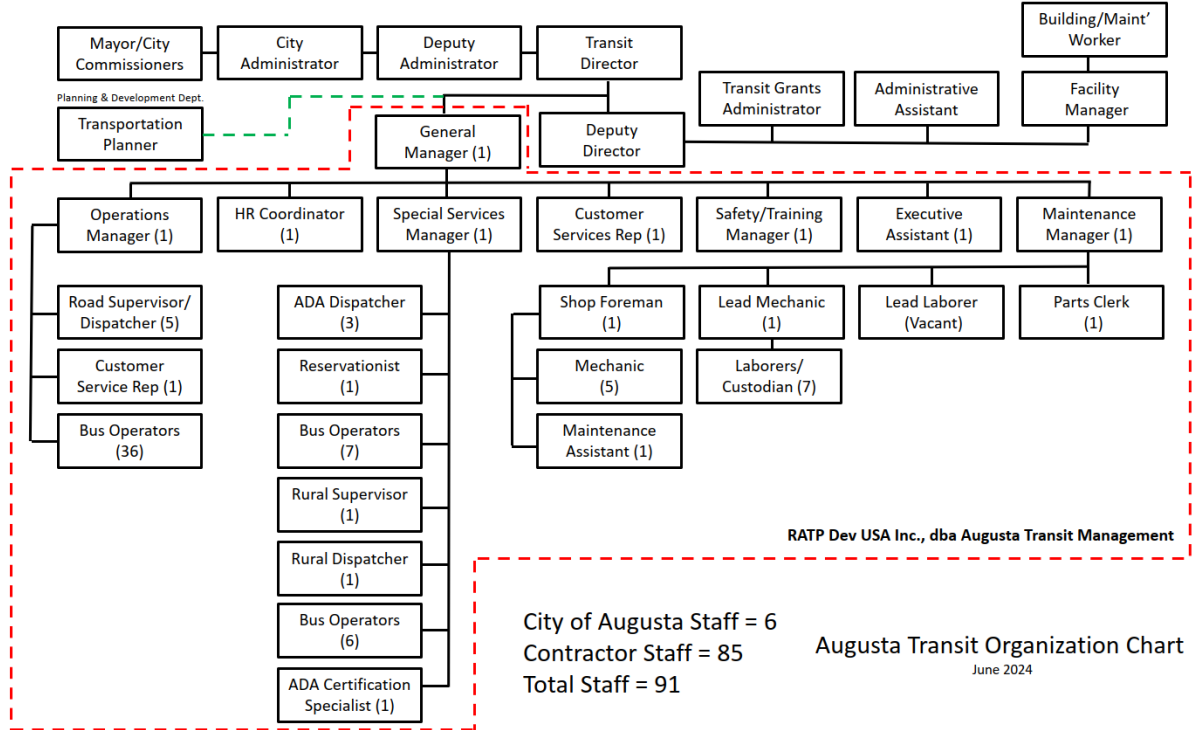 Building/Maint’
Worker
Mayor/City
Commissioners
City
Administrator
Deputy
Administrator
Transit
Director
Transit Grants
Administrator
Administrative
Assistant
Facility
Manager
Planning & Development Dept.
Transportation
Planner
General
Manager (1)
Deputy
Director
Operations
Manager (1)
HR Coordinator
(1)
Special Services
Manager (1)
Customer
Services Rep (1)
Safety/Training
Manager (1)
Executive
Assistant (1)
Maintenance
Manager (1)
Road Supervisor/
Dispatcher (5)
ADA Dispatcher
(3)
Shop Foreman
(1)
Lead Mechanic
(1)
Lead Laborer
(Vacant)
Parts Clerk
(1)
Customer
Service Rep (1)
Reservationist
(1)
Mechanic
(5)
Laborers/
Custodian (7)
Bus Operators
(36)
Bus Operators
(7)
Maintenance
Assistant (1)
Rural Supervisor
(1)
RATP Dev USA Inc., dba Augusta Transit Management
Rural Dispatcher
(1)
Bus Operators
(6)
ADA Certification
Specialist (1)
City of Augusta Staff = 6
Contractor Staff = 85
Total Staff = 91
Augusta Transit Organization Chart
June 2024